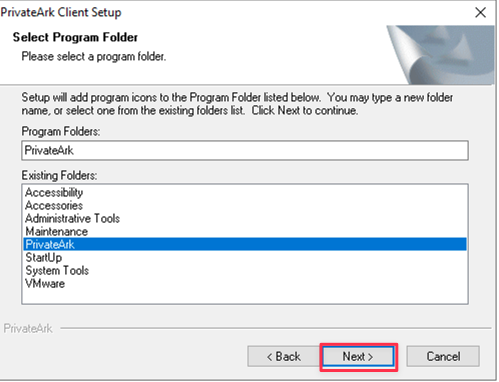 PrivateArk Client Setup
Select Program Folder
Please select a program folder.
Setup will add program icons to the Program Folder listed below. You may type a new folder
name, or select one from the existing folders list. Click Next to continue.
Program Folders:
PrivateArk
Existing Folders:
Accessibility
Accessories
Administrative Tools
Maintenance
PrivateArk
StartUp
System Tools
VMware
PrivateArk
< Back Next > Cancel